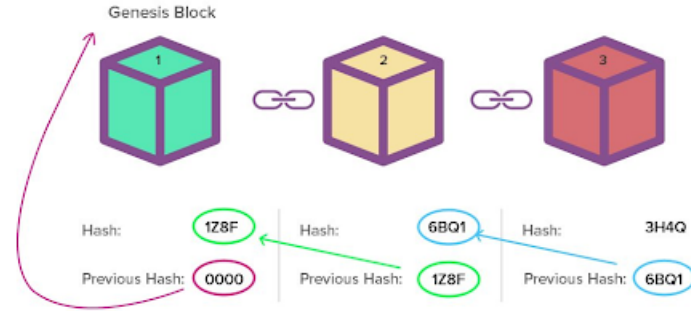 Genesis Block
1
2
3
Hash: 1Z8F
Hash: 6BQ1
Hash: 3H4Q
Previous Hash: 0000
Previous Hash: 1Z8F
Previous Hash: 6BQ1